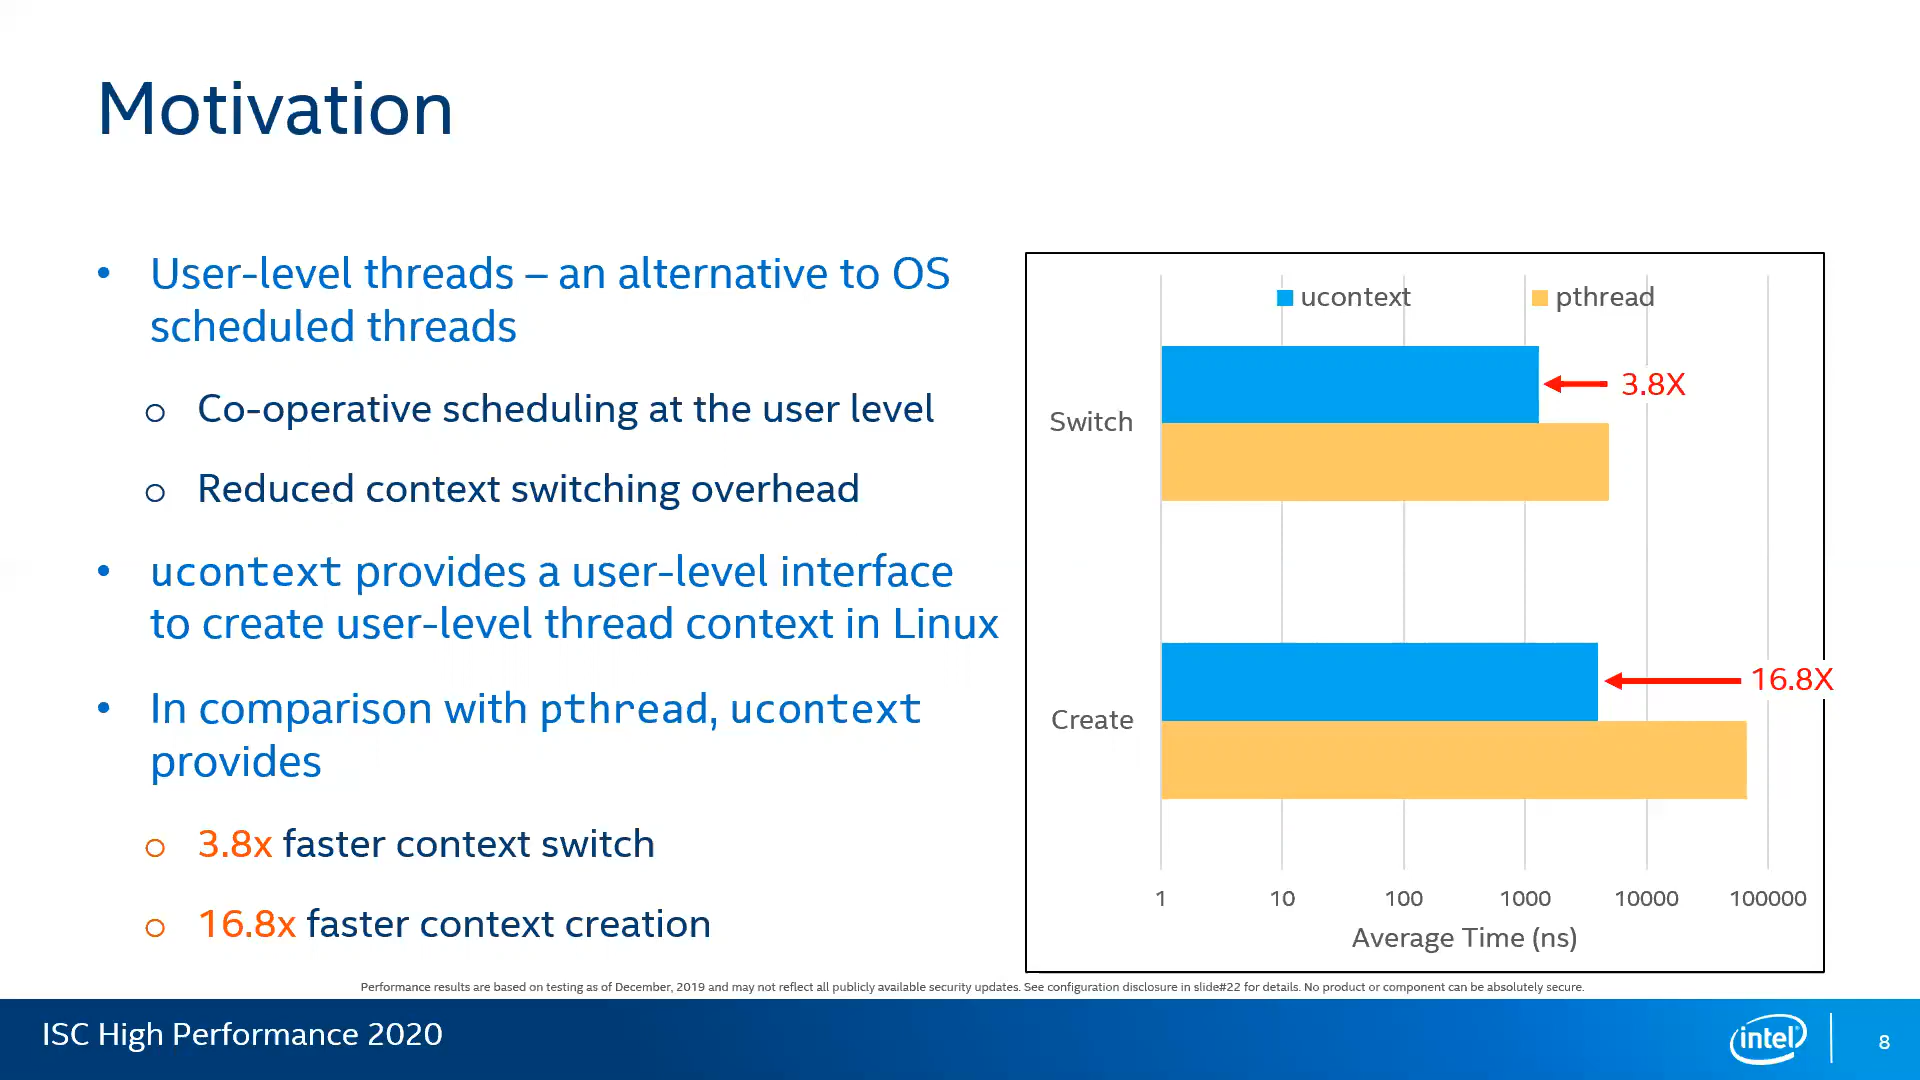 Motivation
• User-level threads – an alternative to OS
scheduled threads
o Co-operative scheduling at the user level
o Reduced context switching overhead
• ucontext provides a user-level interface
to create user-level thread context in Linux
• In comparison with pthread, ucontext
provides
o 3.8x faster context switch
o 16.8x faster context creation
ucontext pthread
3.8X
Switch
16.8X
Create
1 10 100 1000 10000 100000
Average Time (ns)
Performance results are based on testing as of December, 2019 and may not reflect all publicly available security updates. See configuration disclosure in slide#22 for details. No product or component can be absolutely secure.
ISC High Performance 2020
intel
8